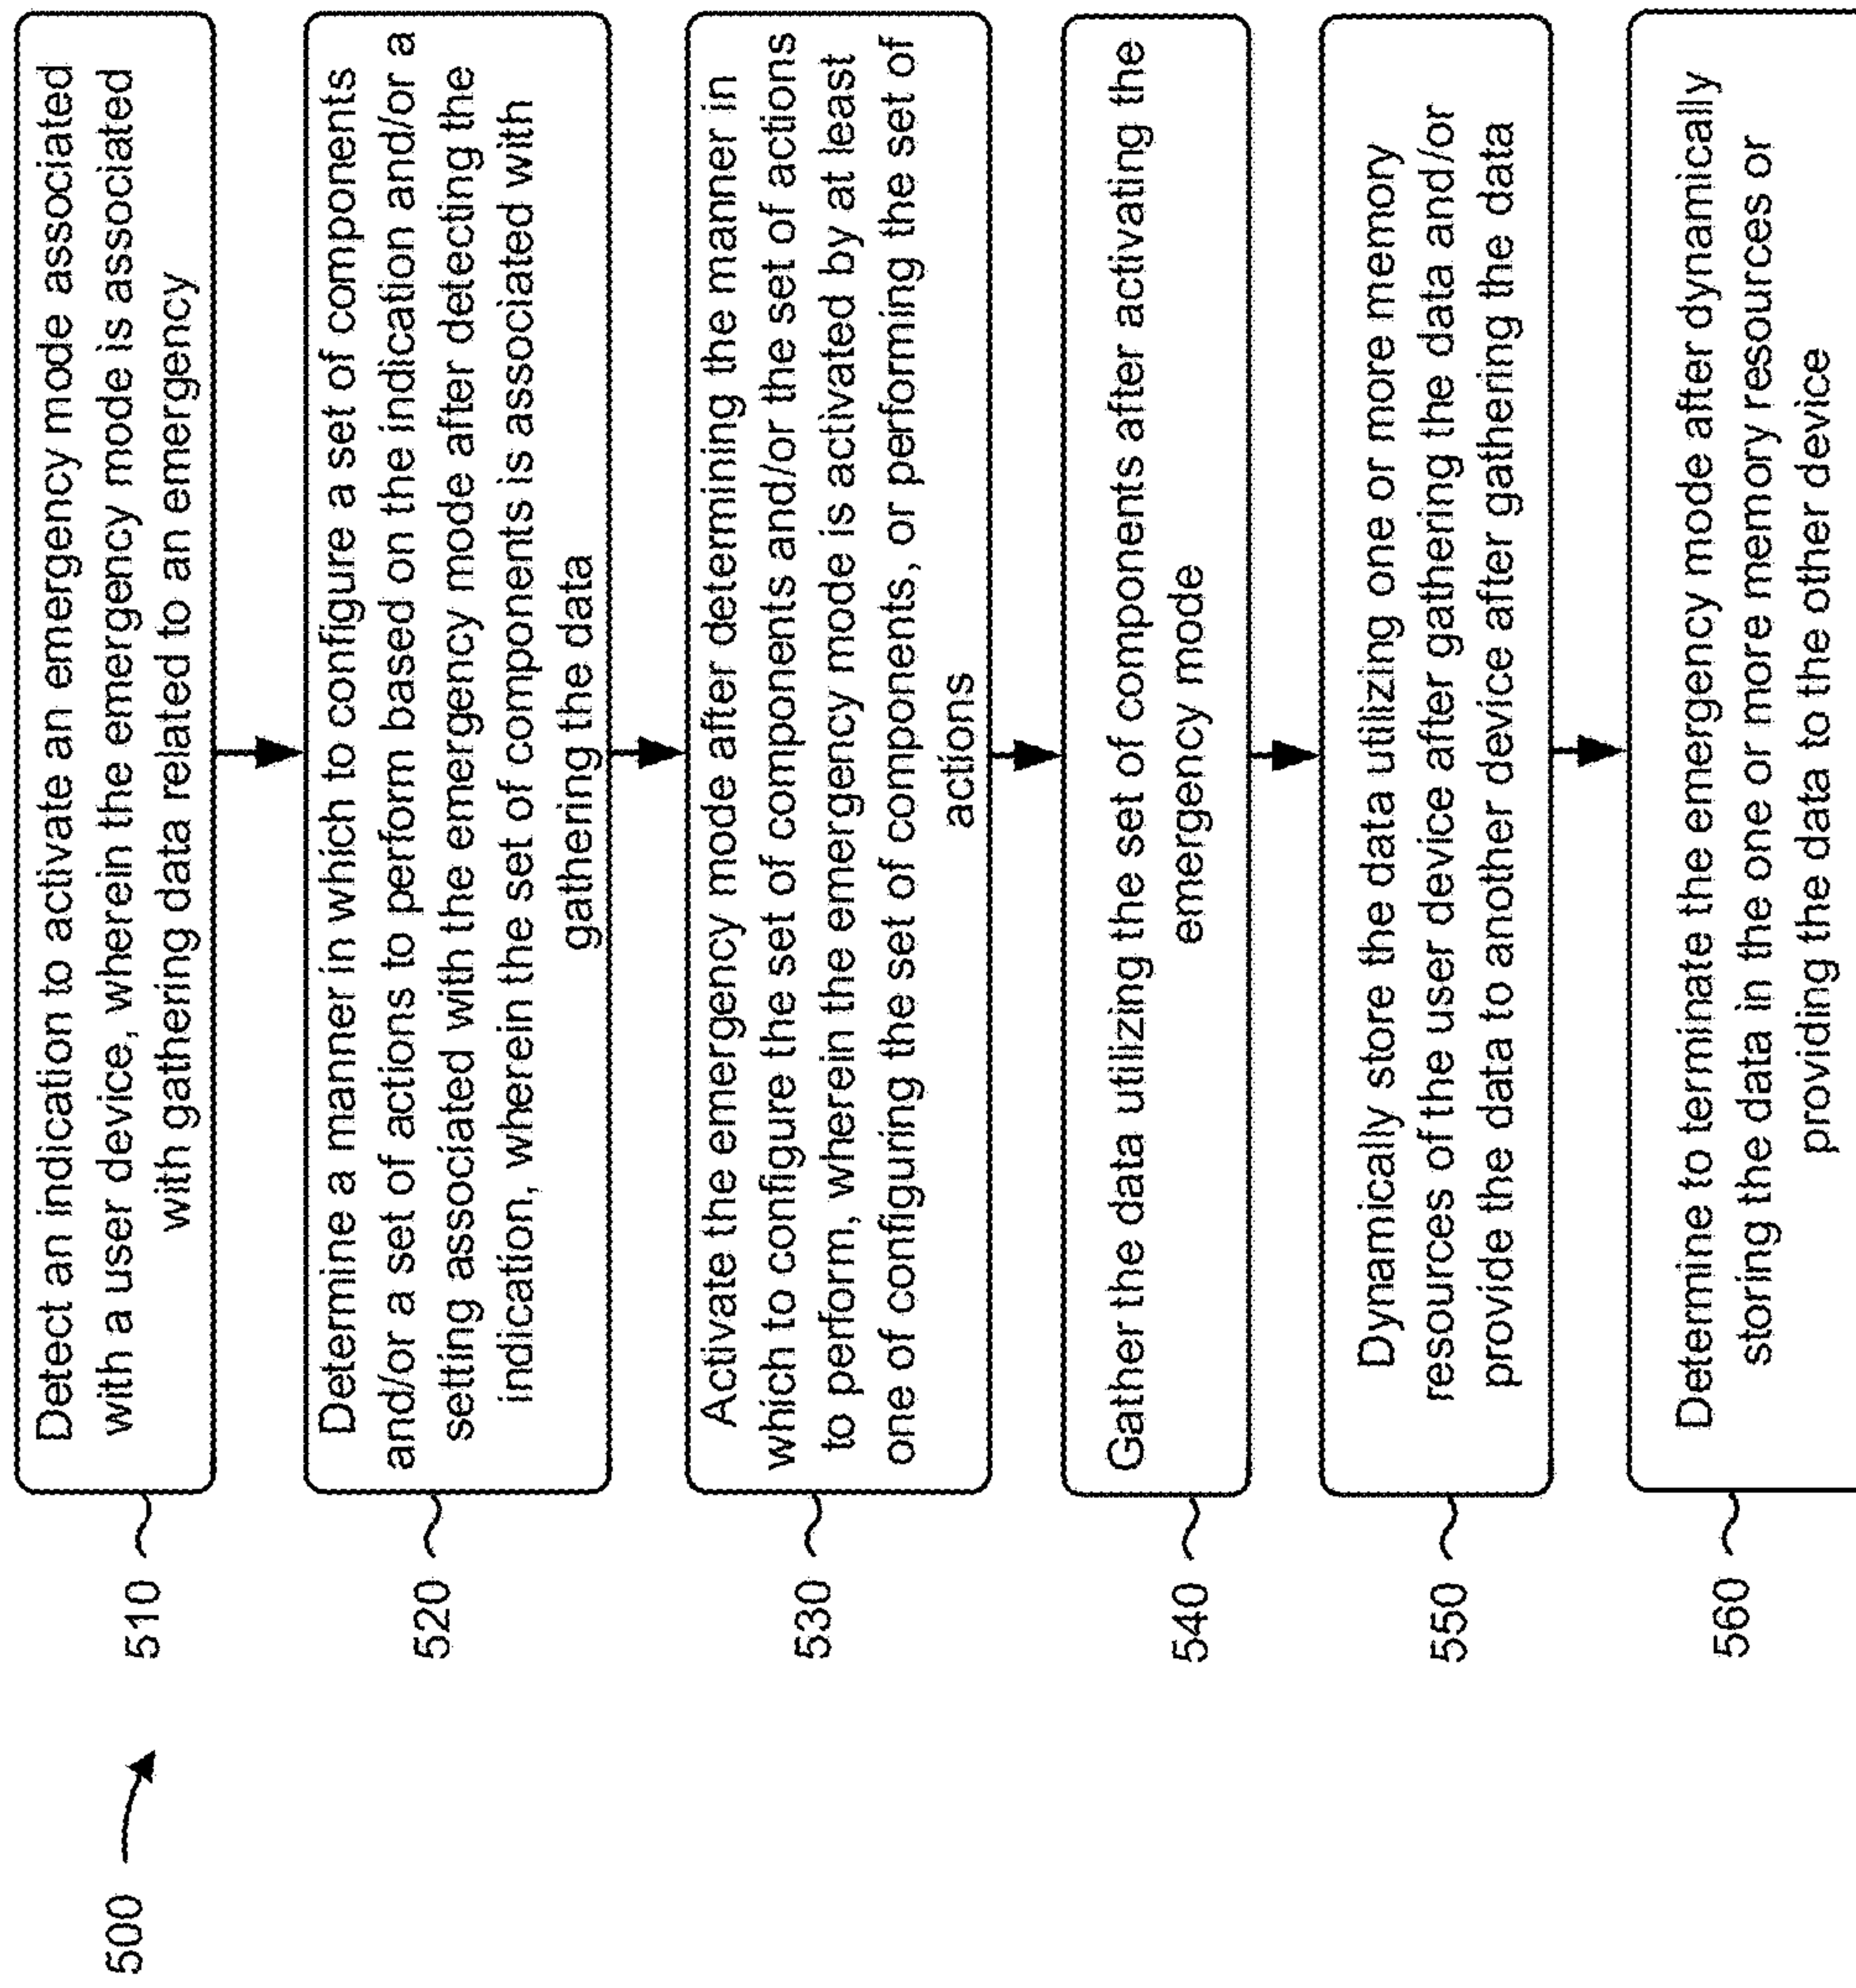 500
510
Detect an indication to activate an emergency mode associated
with a user device, wherein the emergency mode is associated
with gathering data related to an emergency
520
Determine a manner in which to configure a set of components
and/or a set of actions to perform based on the indication and/or a
setting associated with the emergency mode after detecting the
indication, wherein the set of components is associated with
gathering the data
530
Activate the emergency mode after determining the manner in
which to configure the set of components and/or the set of actions
to perform, wherein the emergency mode is activated by at least
one of configuring the set of components, or performing the set of
actions
540
Gather the data utilizing the set of components after activating the
emergency mode
550
Dynamically store the data utilizing one or more memory
resources of the user device after gathering the data and/or
provide the data to another device after gathering the data
560
Determine to terminate the emergency mode after dynamically
storing the data in the one or more memory resources or
providing the data to the other device